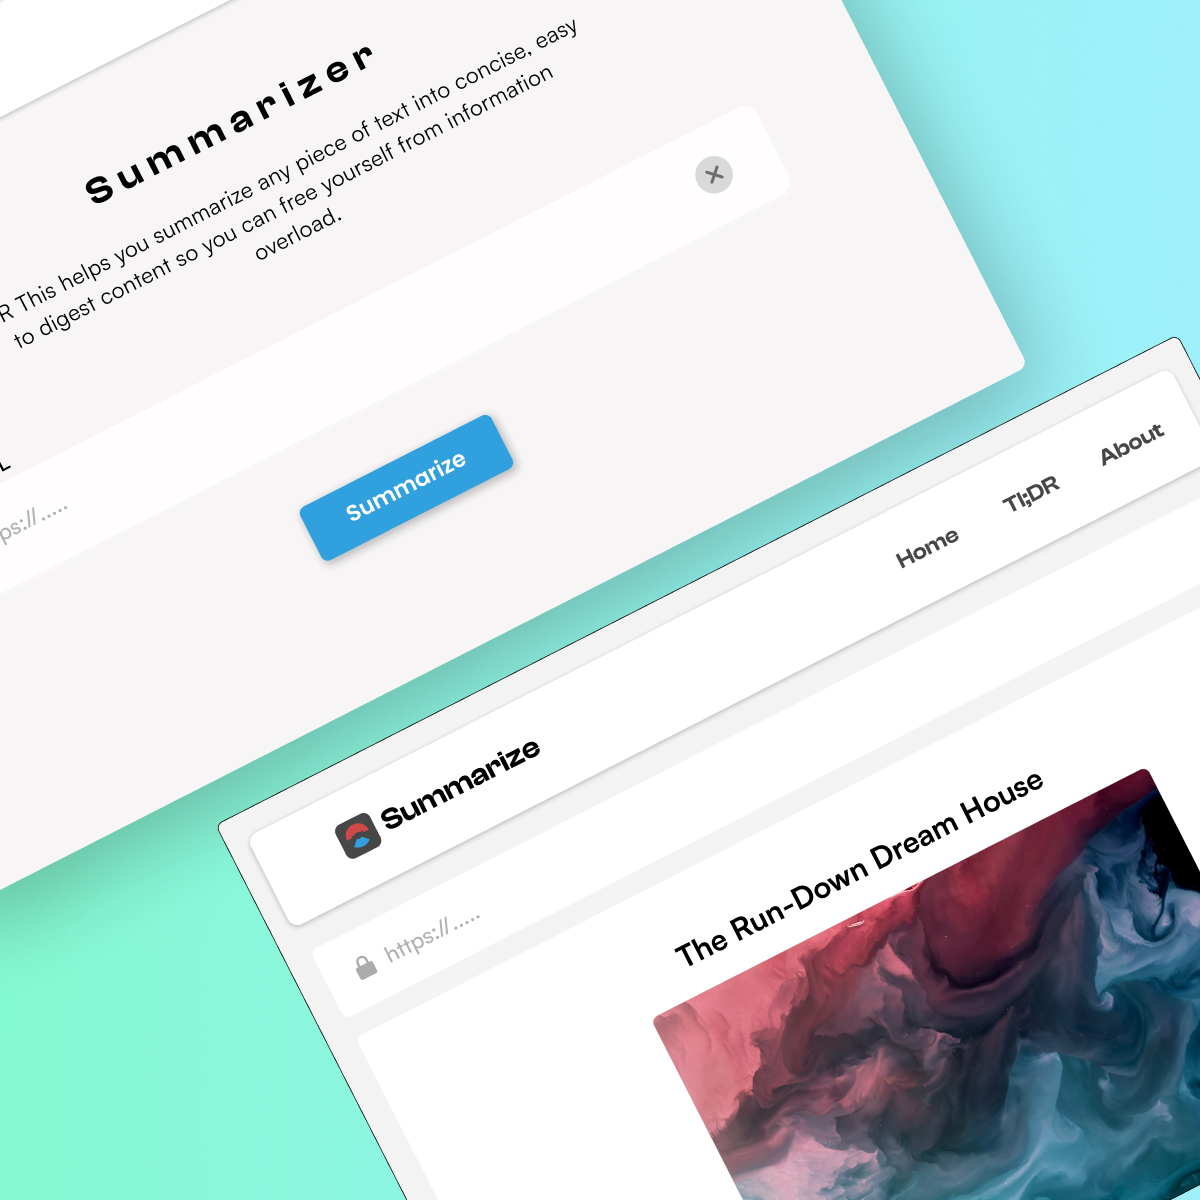 Summarizer
R This helps you summarize any piece of text into concise, easy
to digest content so you can free yourself from information
overload.
L
ps:// .....
Summarize
Summarize
Home
Tl;DR
About
https:// .....
The Run-Down Dream House